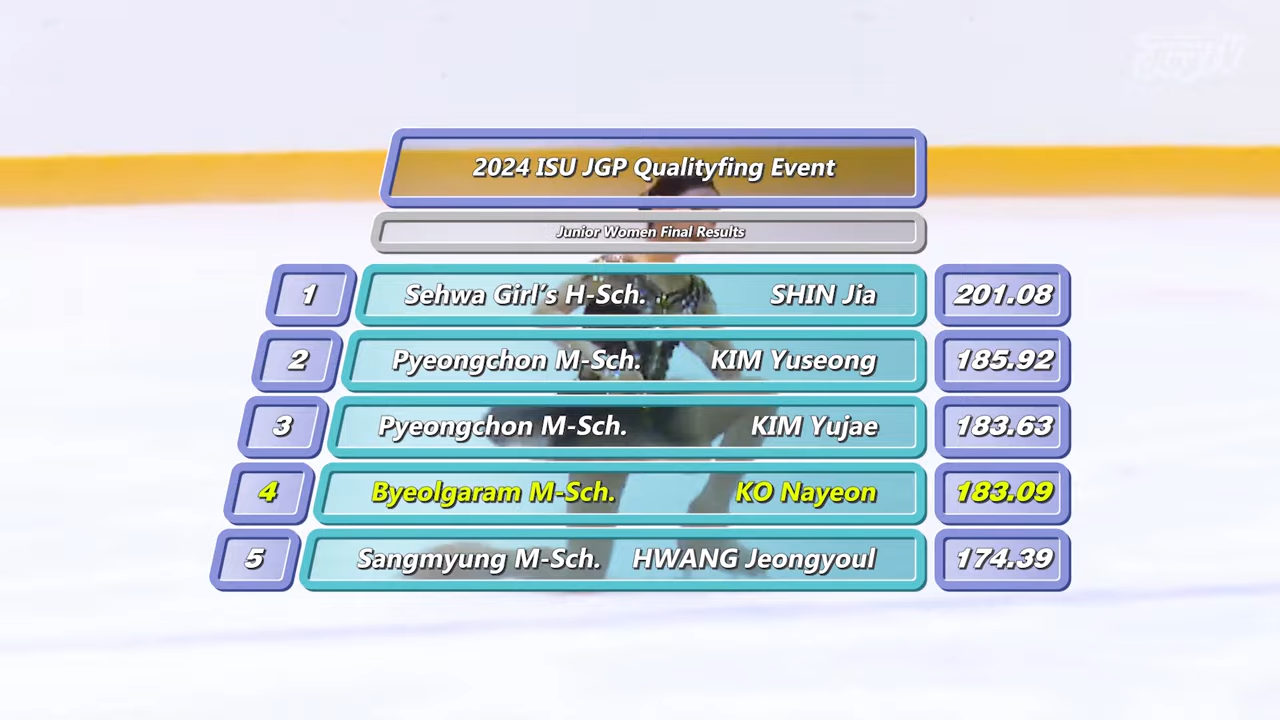 2024 ISU JGP Qualityfing Event
Junior Women Final Results
1 Sehwa Girl's H-Sch. SHIN Jia 201.08
2 Pyeongchon M-Sch. KIM Yuseong 185.92
3 Pyeongchon M-Sch. KIM Yujae 183.63
4 Byeolgaram M-Sch. KO Nayeon 183.09
5 Sangmyung M-Sch. HWANG Jeongyoul 174.39